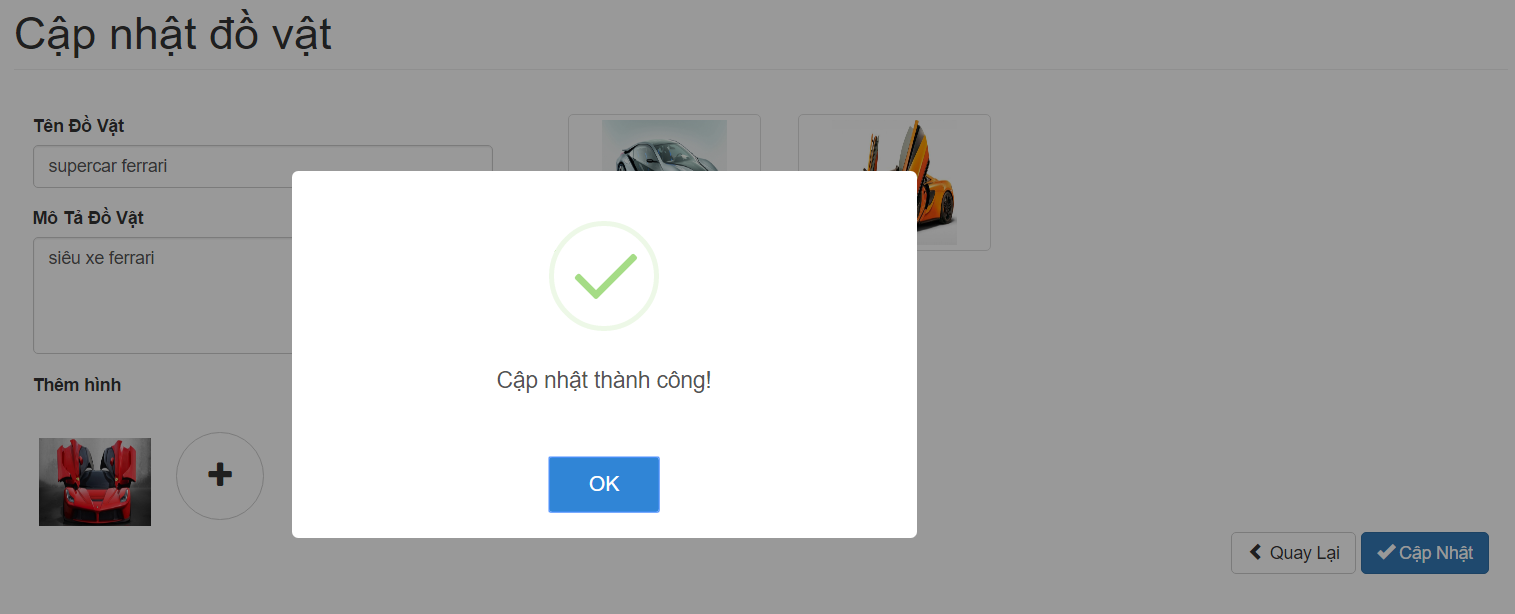 Cập nhật đồ vật
Tên Đồ Vật
supercar ferrari
Mô Tả Đồ Vật
siêu xe ferrari
Cập nhật thành công!
OK
Thêm hình
Quay Lại
Cập Nhật